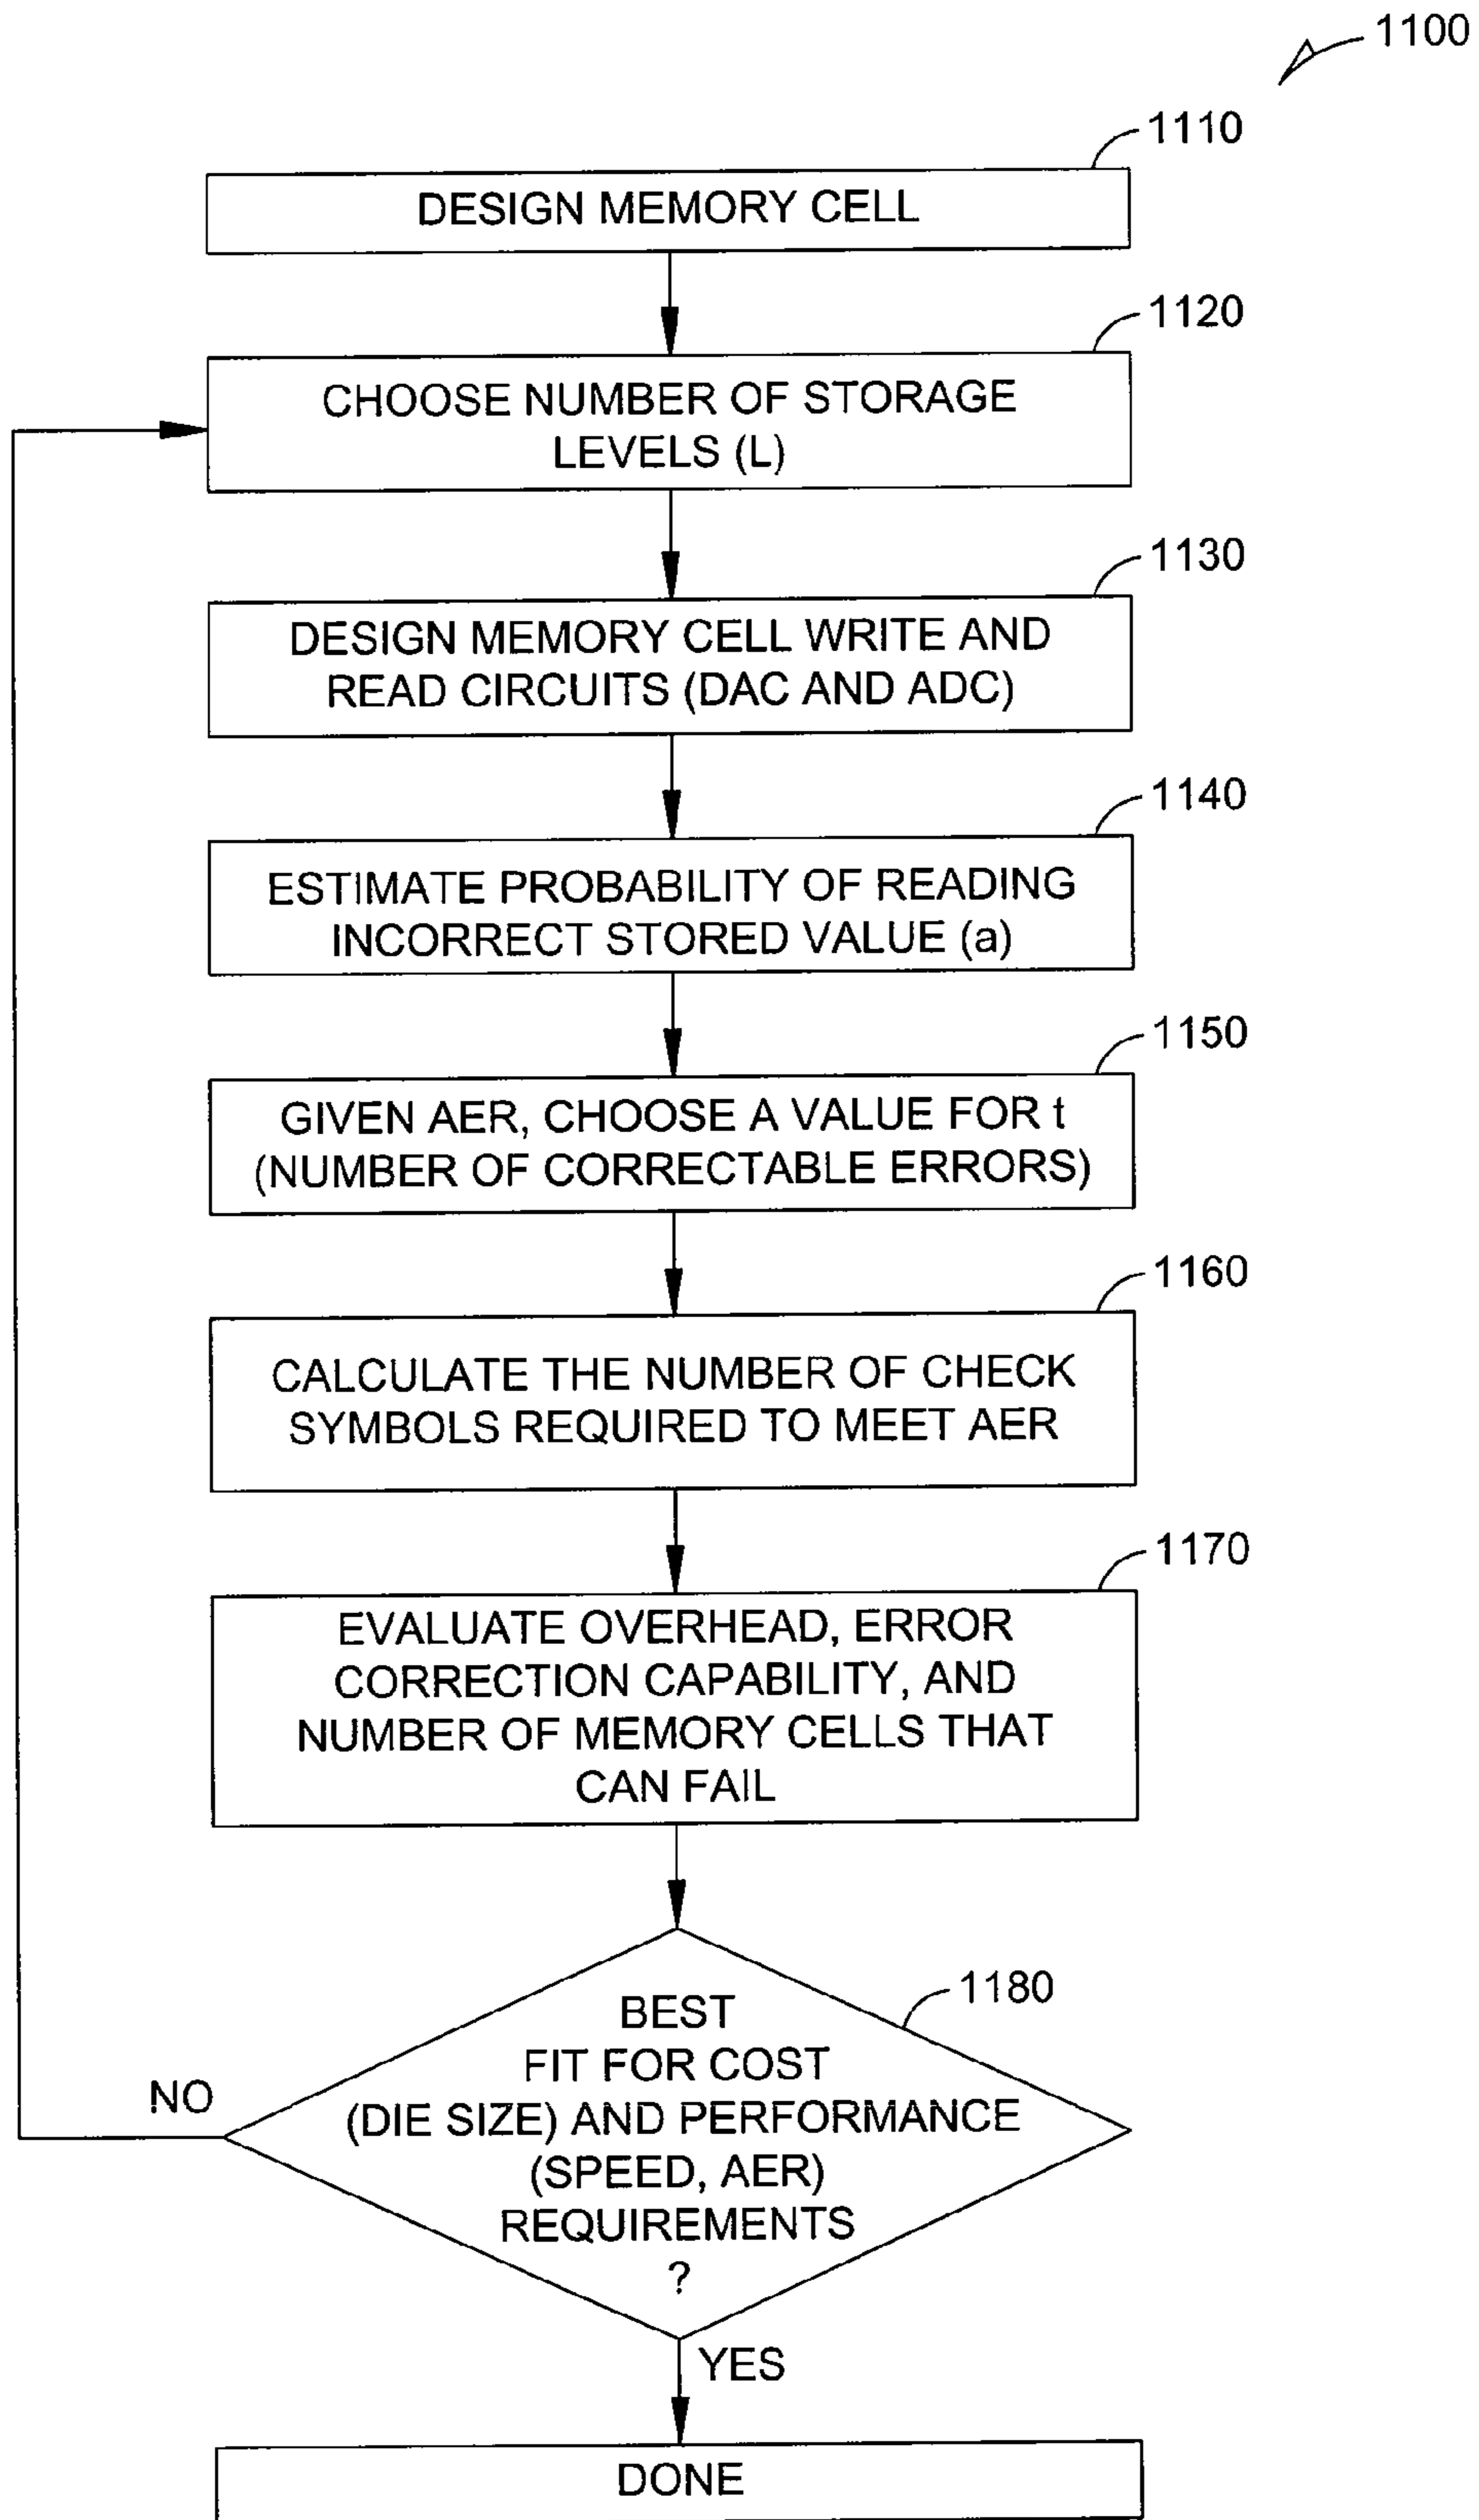 1100
1110
DESIGN MEMORY CELL
1120
CHOOSE NUMBER OF STORAGE
LEVELS (L)
1130
DESIGN MEMORY CELL WRITE AND
READ CIRCUITS (DAC AND ADC)
1140
ESTIMATE PROBABILITY OF READING
INCORRECT STORED VALUE (a)
1150
GIVEN AER, CHOOSE A VALUE FOR t
(NUMBER OF CORRECTABLE ERRORS)
1160
CALCULATE THE NUMBER OF CHECK
SYMBOLS REQUIRED TO MEET AER
1170
EVALUATE OVERHEAD, ERROR
CORRECTION CAPABILITY, AND
NUMBER OF MEMORY CELLS THAT
CAN FAIL
1180
BEST
FIT FOR COST
(DIE SIZE) AND PERFORMANCE
(SPEED, AER)
REQUIREMENTS
?
NO
YES
DONE